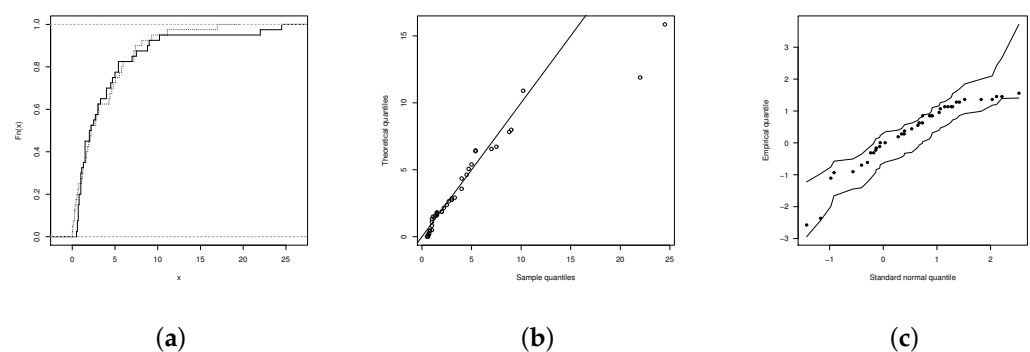 1.0
0.8
0.6
0.4
0.2
0.0
Fn(x)
0 5 10 15 20 25
x
15
10
5
0
Theoretical quantiles
0 5 10 15 20 25
Sample quantiles
3
2
1
0
−1
−2
−3
Empirical quantile
−1 0 1 2
Standard normal quantile
(a) (b) (c)